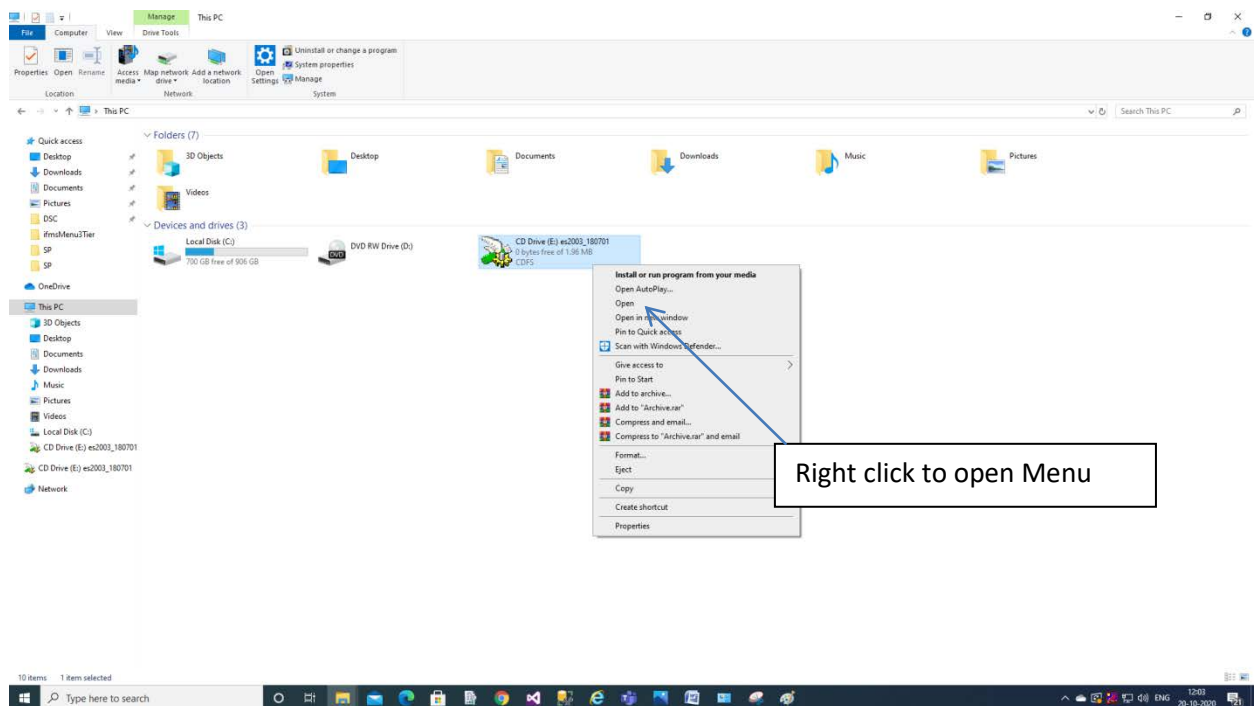 Manage This PC
File Computer View Drive Tools
Properties Open Rename Access media Map network drive Add a network location Open Settings Uninstall or change a program
System properties
Manage
Location Network System
This PC Search This PC
Quick access
Desktop
Downloads
Documents
Pictures
DSC
ifmsMenu3Tier
SP
SP
OneDrive
This PC
3D Objects
Desktop
Documents
Downloads
Music
Pictures
Videos
Local Disk (C:)
CD Drive (E:) es2003_180701
CD Drive (E:) es2003_180701
Network
Folders (7)
3D Objects Desktop Documents Downloads Music Pictures
Videos
Devices and drives (3)
Local Disk (C:)
700 GB free of 906 GB
DVD
DVD RW Drive (D:)
CD Drive (E:) es2003_180701
0 bytes free of 1.96 MB
CDFS
Install or run program from your media
Open AutoPlay...
Open
Open in new window
Pin to Quick access
Scan with Windows Defender...
Give access to
Pin to Start
Add to archive...
Add to "Archive.rar"
Compress and email...
Compress to "Archive.rar" and email
Format...
Eject
Copy
Create shortcut
Properties
Right click to open Menu
10 items 1 item selected
Type here to search
ENG
12:03
20-10-2020